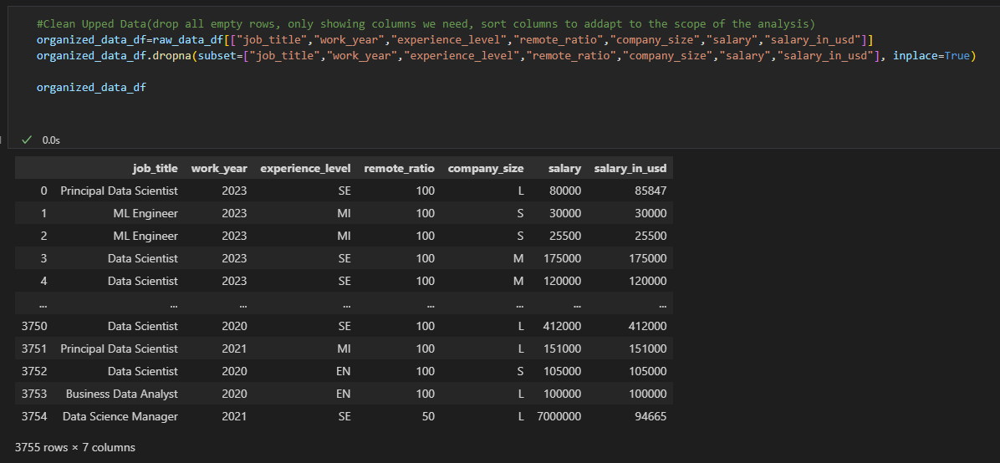 #Clean Upped Data(drop all empty rows, only showing columns we need, sort columns to addapt to the scope of the analysis)
organized_data_df=raw_data_df[["job_title","work_year","experience_level","remote_ratio","company_size","salary","salary_in_usd"]]
organized_data_df.dropna(subset=["job_title","work_year","experience_level","remote_ratio","company_size","salary","salary_in_usd"], inplace=True)
organized_data_df
0.0s
job_title work_year experience_level remote_ratio company_size salary salary_in_usd
0 Principal Data Scientist 2023 SE 100 L 80000 85847
1 ML Engineer 2023 MI 100 S 30000 30000
2 ML Engineer 2023 MI 100 S 25500 25500
3 Data Scientist 2023 SE 100 M 175000 175000
4 Data Scientist 2023 SE 100 M 120000 120000
... ... ... ... ... ... ... ...
3750 Data Scientist 2020 SE 100 L 412000 412000
3751 Principal Data Scientist 2021 MI 100 L 151000 151000
3752 Data Scientist 2020 EN 100 S 105000 105000
3753 Business Data Analyst 2020 EN 100 L 100000 100000
3754 Data Science Manager 2021 SE 50 L 7000000 94665
3755 rows × 7 columns